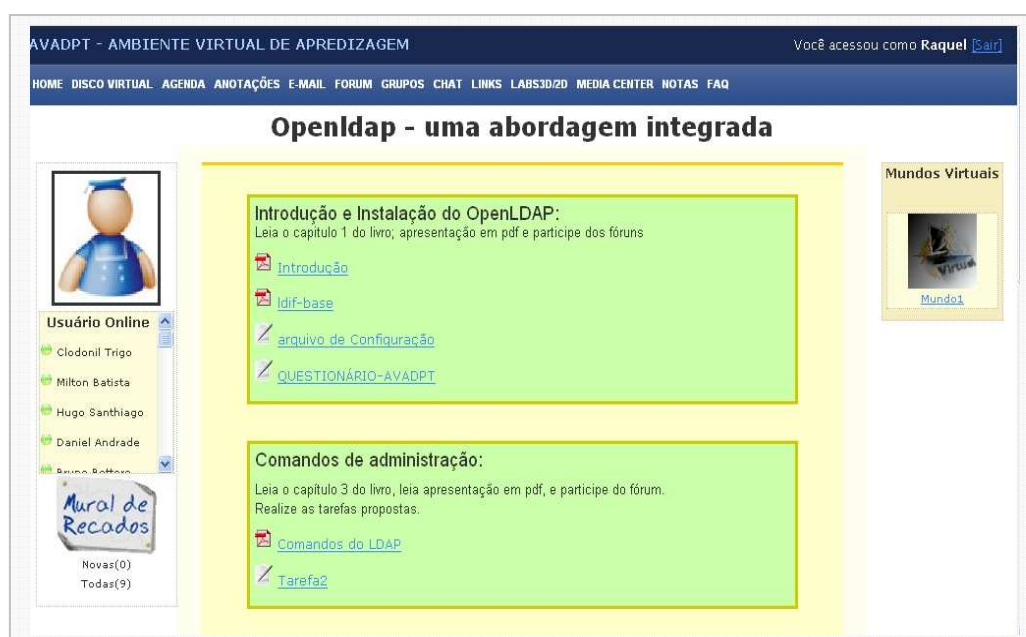 AVADPT - AMBIENTE VIRTUAL DE APREDIZAGEM
Você acessou como Raquel [Sair]
HOME DISCO VIRTUAL AGENDA ANOTAÇÕES E-MAIL FORUM GRUPOS CHAT LINKS LABS3D/2D MEDIA CENTER NOTAS FAQ
Openldap - uma abordagem integrada
Usuário Online
Clodonil Trigo
Milton Batista
Hugo Santhiago
Daniel Andrade
Mural de
Recados
Novas(0)
Todas(9)
Introdução e Instalação do OpenLDAP:
Leia o capitulo 1 do livro; apresentação em pdf e participe dos fóruns
Introdução
ldif-base
arquivo de Configuração
QUESTIONÁRIO-AVADPT
Comandos de administração:
Leia o capítulo 3 do livro, leia apresentação em pdf, e participe do fórum.
Realize as tarefas propostas.
Comandos do LDAP
Tarefa2
Mundos Virtuais
Virtual
Mundo1